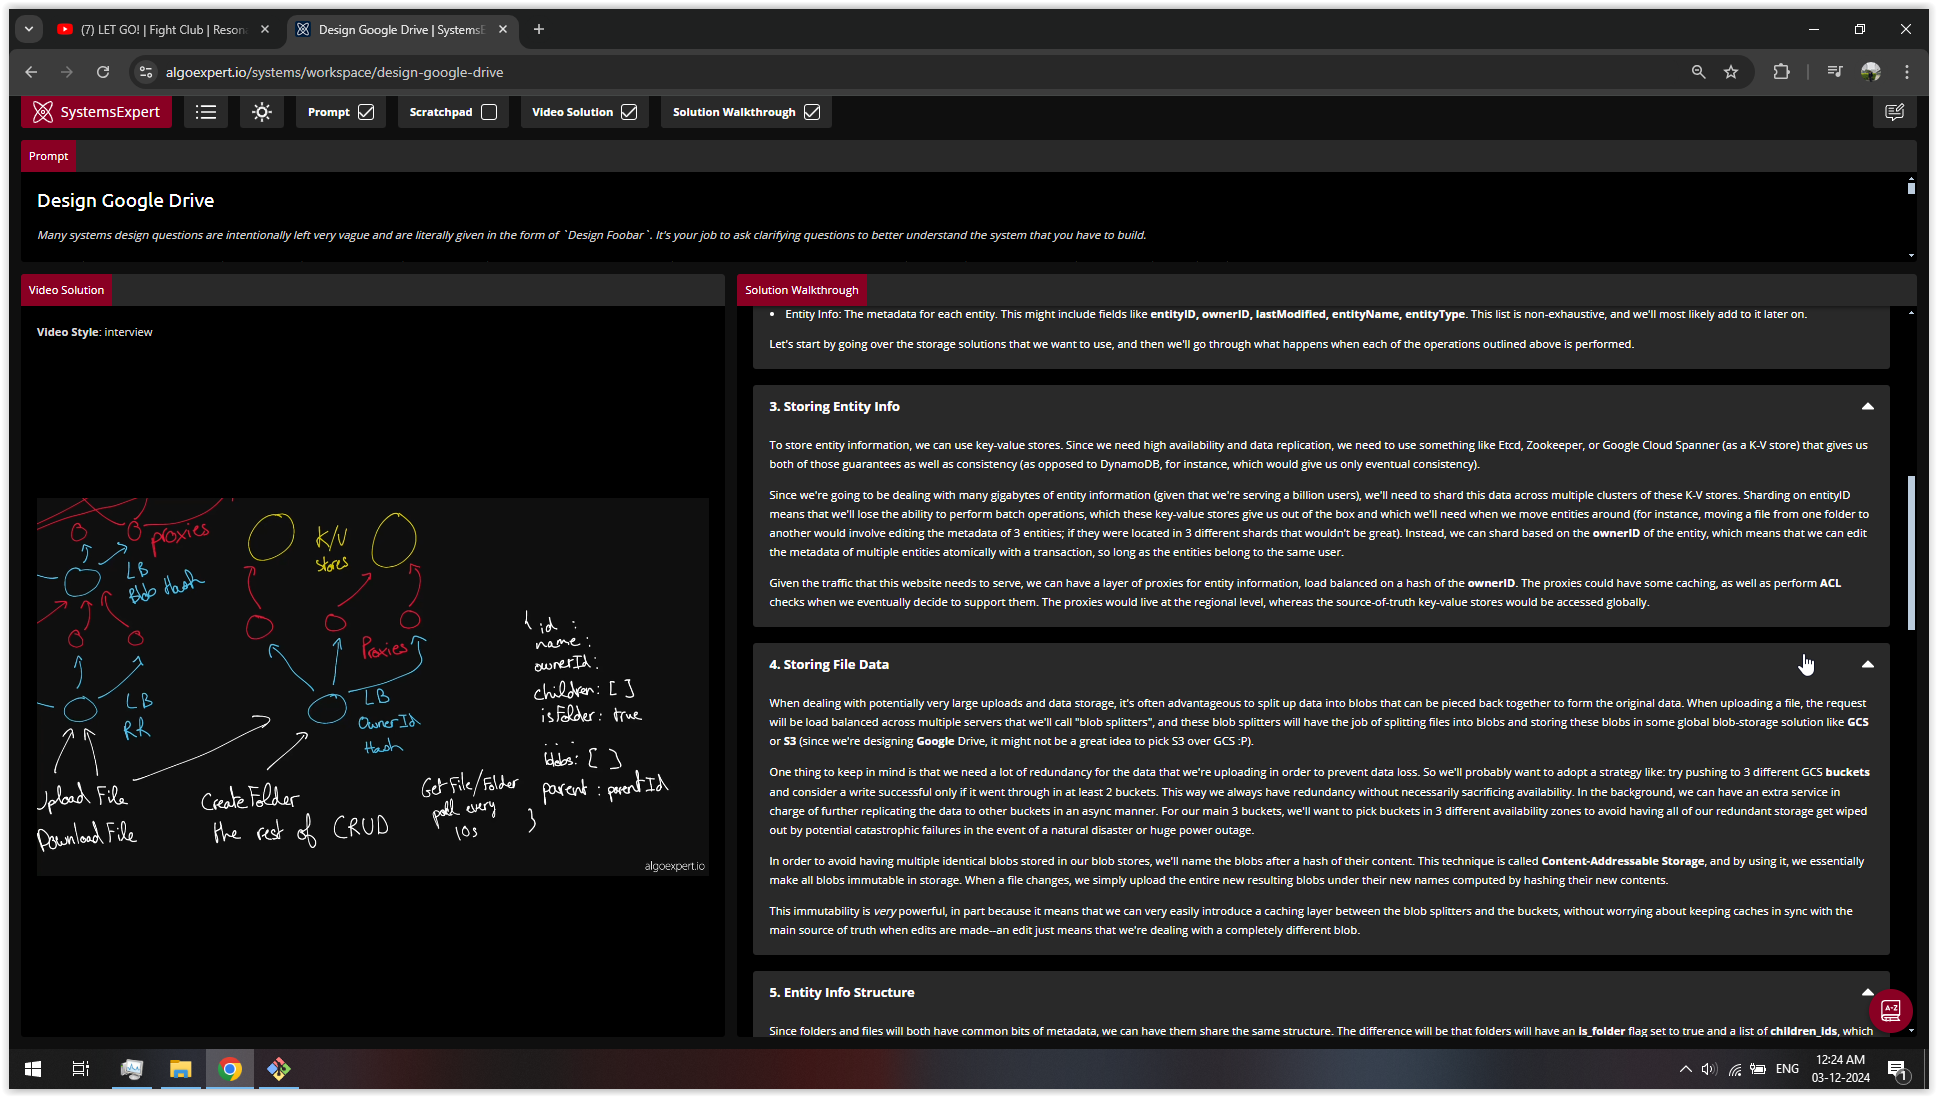 (7) LET GO! | Fight Club | Reson
Design Google Drive | SystemsE
algoexpert.io/systems/workspace/design-google-drive
SystemsExpert
Prompt
Scratchpad
Video Solution
Solution Walkthrough
Prompt
Design Google Drive
Many systems design questions are intentionally left very vague and are literally given in the form of `Design Foobar`. It's your job to ask clarifying questions to better understand the system that you have to build.
Video Solution
Video Style: interview
proxies
K/V
stores
LB
Blob Hash
Proxies
LB
RR
LB
OwnerId
Hash
Upload File
Download File
CreateFolder
the rest of CRUD
Get File/Folder
poll every
10s
{ id :
name :
ownerId :
children: [ ]
isFolder: true
...
blobs: [ ]
parent : parentId
}
algoexpert.io
Solution Walkthrough
• Entity Info: The metadata for each entity. This might include fields like entityID, ownerID, lastModified, entityName, entityType. This list is non-exhaustive, and we'll most likely add to it later on.
Let's start by going over the storage solutions that we want to use, and then we'll go through what happens when each of the operations outlined above is performed.
3. Storing Entity Info
To store entity information, we can use key-value stores. Since we need high availability and data replication, we need to use something like Etcd, Zookeeper, or Google Cloud Spanner (as a K-V store) that gives us
both of those guarantees as well as consistency (as opposed to DynamoDB, for instance, which would give us only eventual consistency).
Since we're going to be dealing with many gigabytes of entity information (given that we're serving a billion users), we'll need to shard this data across multiple clusters of these K-V stores. Sharding on entityID
means that we'll lose the ability to perform batch operations, which these key-value stores give us out of the box and which we'll need when we move entities around (for instance, moving a file from one folder to
another would involve editing the metadata of 3 entities; if they were located in 3 different shards that wouldn't be great). Instead, we can shard based on the ownerID of the entity, which means that we can edit
the metadata of multiple entities atomically with a transaction, so long as the entities belong to the same user.
Given the traffic that this website needs to serve, we can have a layer of proxies for entity information, load balanced on a hash of the ownerID. The proxies could have some caching, as well as perform ACL
checks when we eventually decide to support them. The proxies would live at the regional level, whereas the source-of-truth key-value stores would be accessed globally.
4. Storing File Data
When dealing with potentially very large uploads and data storage, it's often advantageous to split up data into blobs that can be pieced back together to form the original data. When uploading a file, the request
will be load balanced across multiple servers that we'll call "blob splitters", and these blob splitters will have the job of splitting files into blobs and storing these blobs in some global blob-storage solution like GCS
or S3 (since we're designing Google Drive, it might not be a great idea to pick S3 over GCS :P).
One thing to keep in mind is that we need a lot of redundancy for the data that we're uploading in order to prevent data loss. So we'll probably want to adopt a strategy like: try pushing to 3 different GCS buckets
and consider a write successful only if it went through in at least 2 buckets. This way we always have redundancy without necessarily sacrificing availability. In the background, we can have an extra service in
charge of further replicating the data to other buckets in an async manner. For our main 3 buckets, we'll want to pick buckets in 3 different availability zones to avoid having all of our redundant storage get wiped
out by potential catastrophic failures in the event of a natural disaster or huge power outage.
In order to avoid having multiple identical blobs stored in our blob stores, we'll name the blobs after a hash of their content. This technique is called Content-Addressable Storage, and by using it, we essentially
make all blobs immutable in storage. When a file changes, we simply upload the entire new resulting blobs under their new names computed by hashing their new contents.
This immutability is very powerful, in part because it means that we can very easily introduce a caching layer between the blob splitters and the buckets, without worrying about keeping caches in sync with the
main source of truth when edits are made--an edit just means that we're dealing with a completely different blob.
5. Entity Info Structure
Since folders and files will both have common bits of metadata, we can have them share the same structure. The difference will be that folders will have an is_folder flag set to true and a list of children_ids, which
A-Z
ENG
12:24 AM
03-12-2024
1